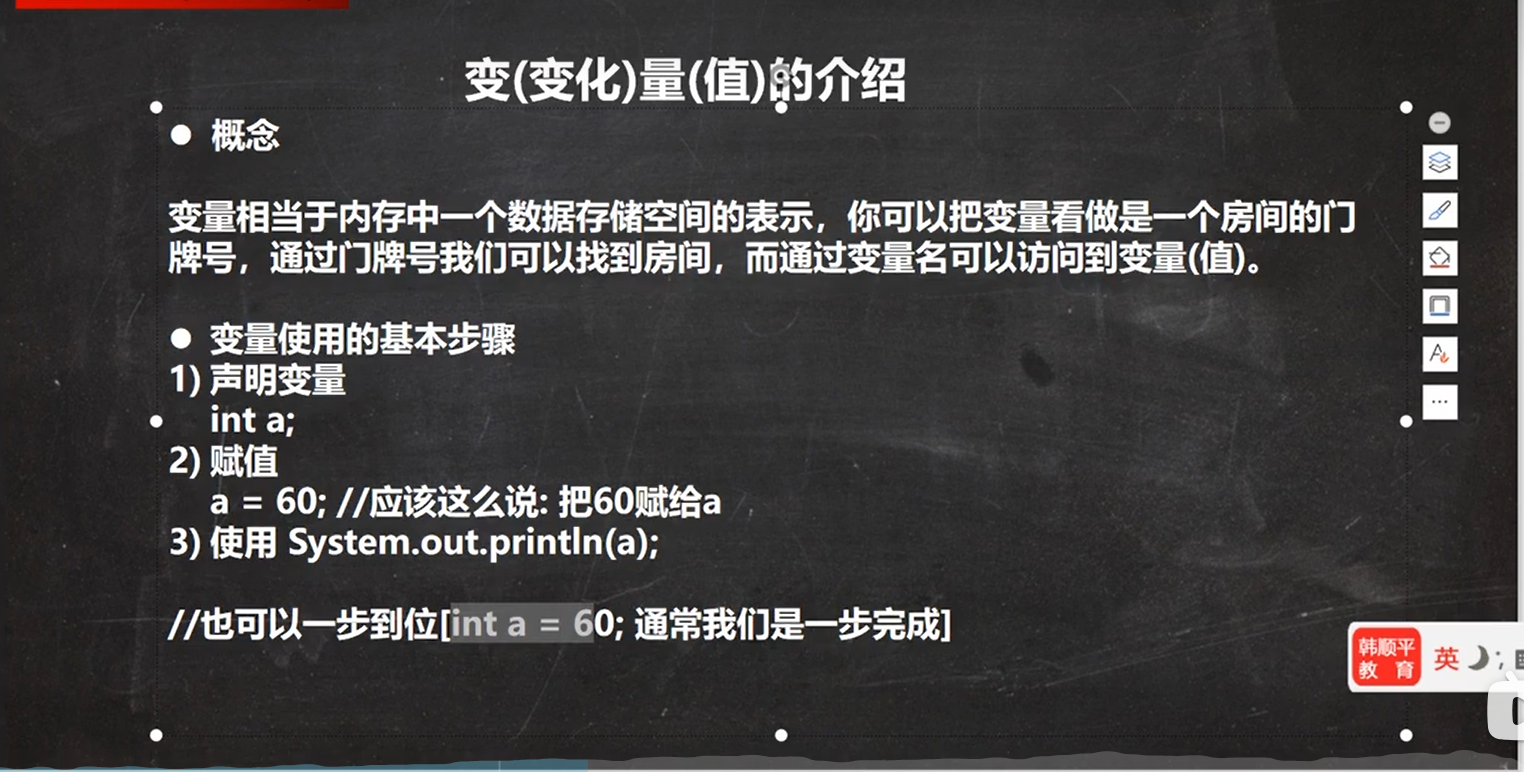 变(变化)量(值)的介绍
● 概念
变量相当于内存中一个数据存储空间的表示，你可以把变量看做是一个房间的门
牌号，通过门牌号我们可以找到房间，而通过变量名可以访问到变量(值)。
● 变量使用的基本步骤
1) 声明变量
int a;
2) 赋值
a = 60; //应该这么说: 把60赋给a
3) 使用 System.out.println(a);
//也可以一步到位[int a = 60; 通常我们是一步完成]
韩顺平
教 育
英